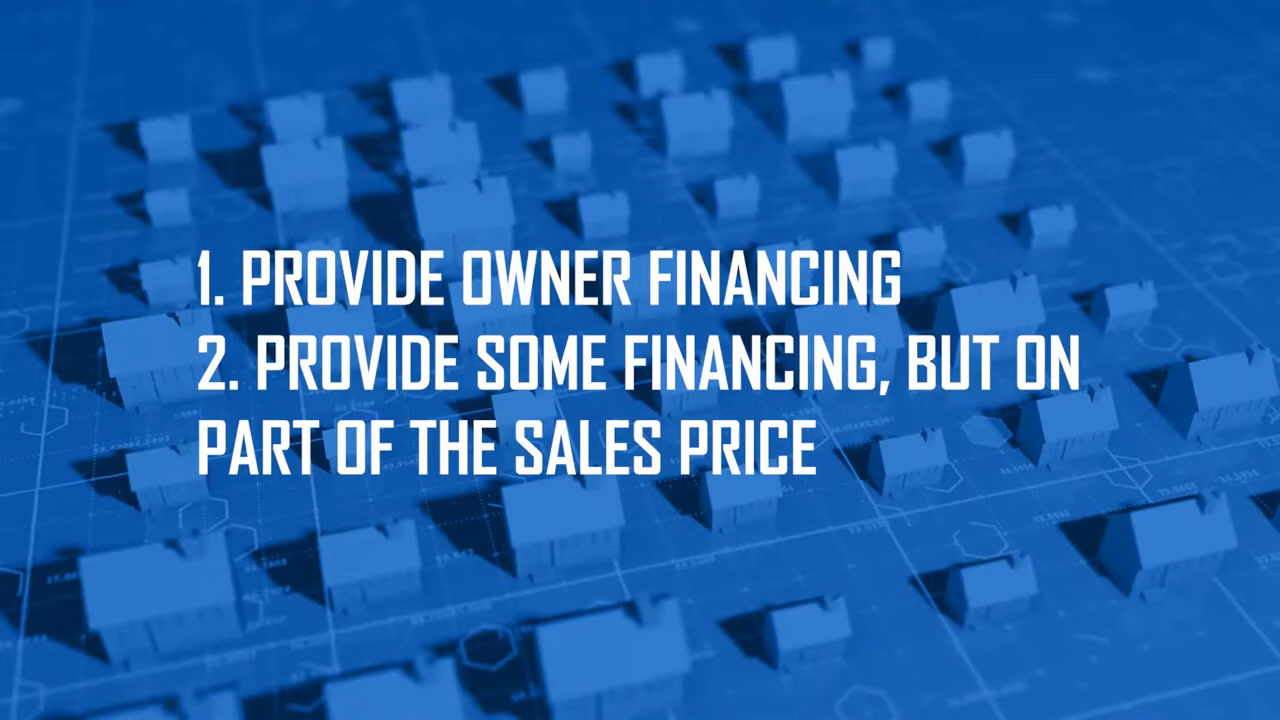 1. PROVIDE OWNER FINANCING
2. PROVIDE SOME FINANCING, BUT ON
PART OF THE SALES PRICE